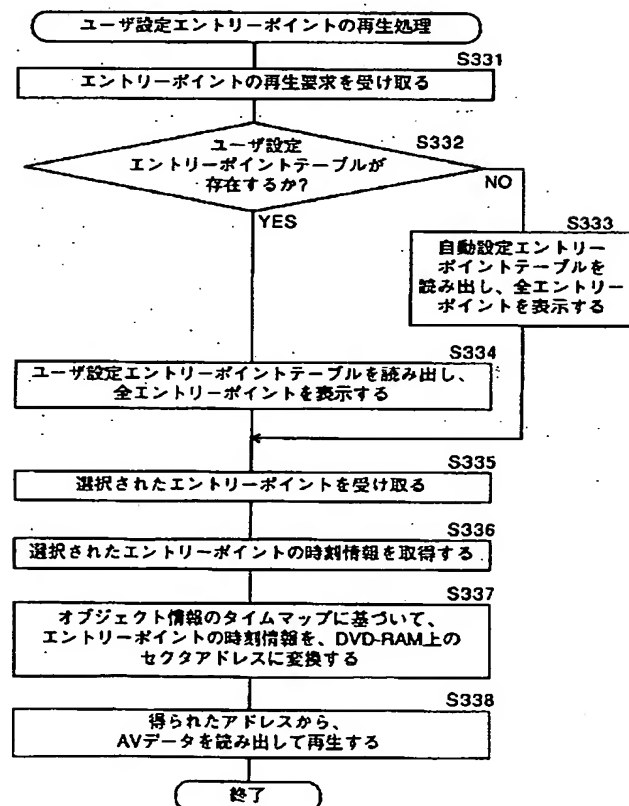 ユーザ設定エントリーポイントの再生処理
S331
エントリーポイントの再生要求を受け取る
S332
ユーザ設定
エントリーポイントテーブルが
存在するか?
NO
YES
S333
自動設定エントリー
ポイントテーブルを
読み出し、全エントリー
ポイントを表示する
S334
ユーザ設定エントリーポイントテーブルを読み出し、
全エントリーポイントを表示する
S335
選択されたエントリーポイントを受け取る
S336
選択されたエントリーポイントの時刻情報を取得する
S337
オブジェクト情報のタイムマップに基づいて、
エントリーポイントの時刻情報を、DVD-RAM上の
セクタアドレスに変換する
S338
得られたアドレスから、
AVデータを読み出して再生する
終了